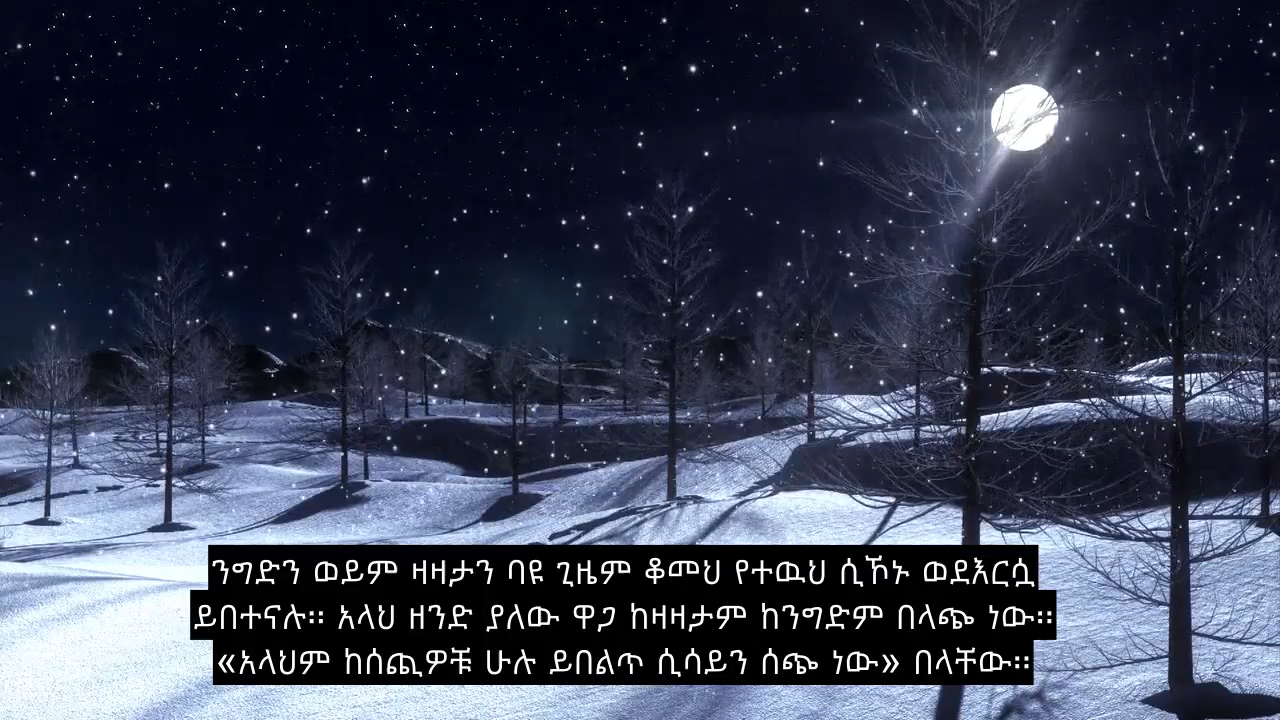 ንግድን ወይም ዛዛታን ባዩ ጊዜም ቆመህ የተዉህ ሲኾኑ ወደእርሷ
ይበተናሉ፡፡ አላህ ዘንድ ያለው ዋጋ ከዛዛታም ከንግድም በላጭ ነው፡፡
«አላህም ከሰጪዎቹ ሁሉ ይበልጥ ሲሳይን ሰጭ ነው» በላቸው፡፡